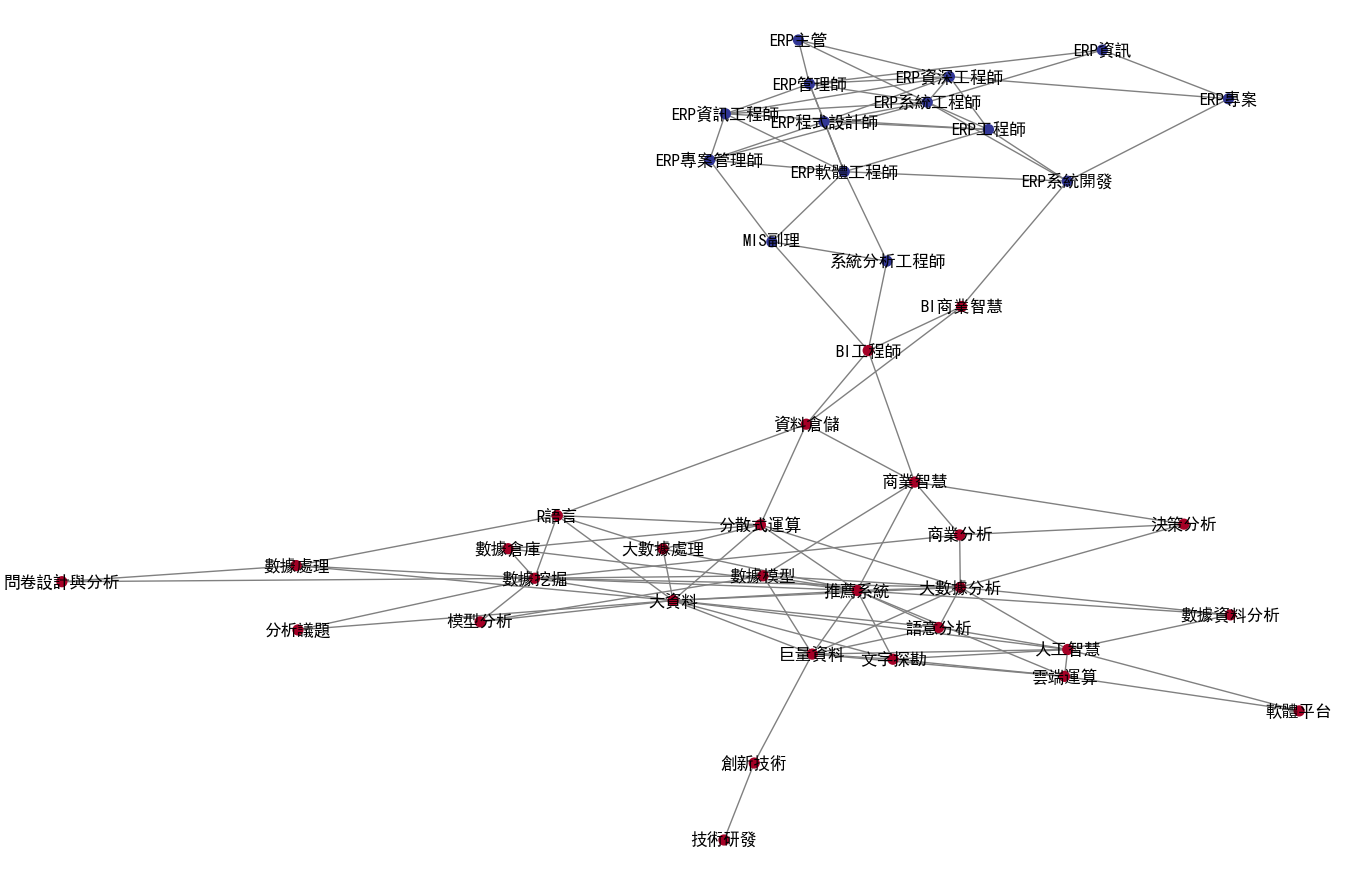 ERP主管
ERP資訊
ERP管理師
ERP資深工程師
ERP系統工程師
ERP專案
ERP資訊工程師
ERP程式設計師
ERP工程師
ERP專案管理師
ERP軟體工程師
ERP系統開發
MIS副理
系統分析工程師
BI商業智慧
BI工程師
資料倉儲
商業智慧
R語言
分散式運算
決策分析
商業分析
數據倉庫
大數據處理
數據處理
問卷設計與分析
數據挖掘
數據模型
大數據分析
推薦系統
大資料
數據資料分析
模型分析
分析議題
語意分析
巨量資料
文字探勘
人工智慧
雲端運算
軟體平台
創新技術
技術研發